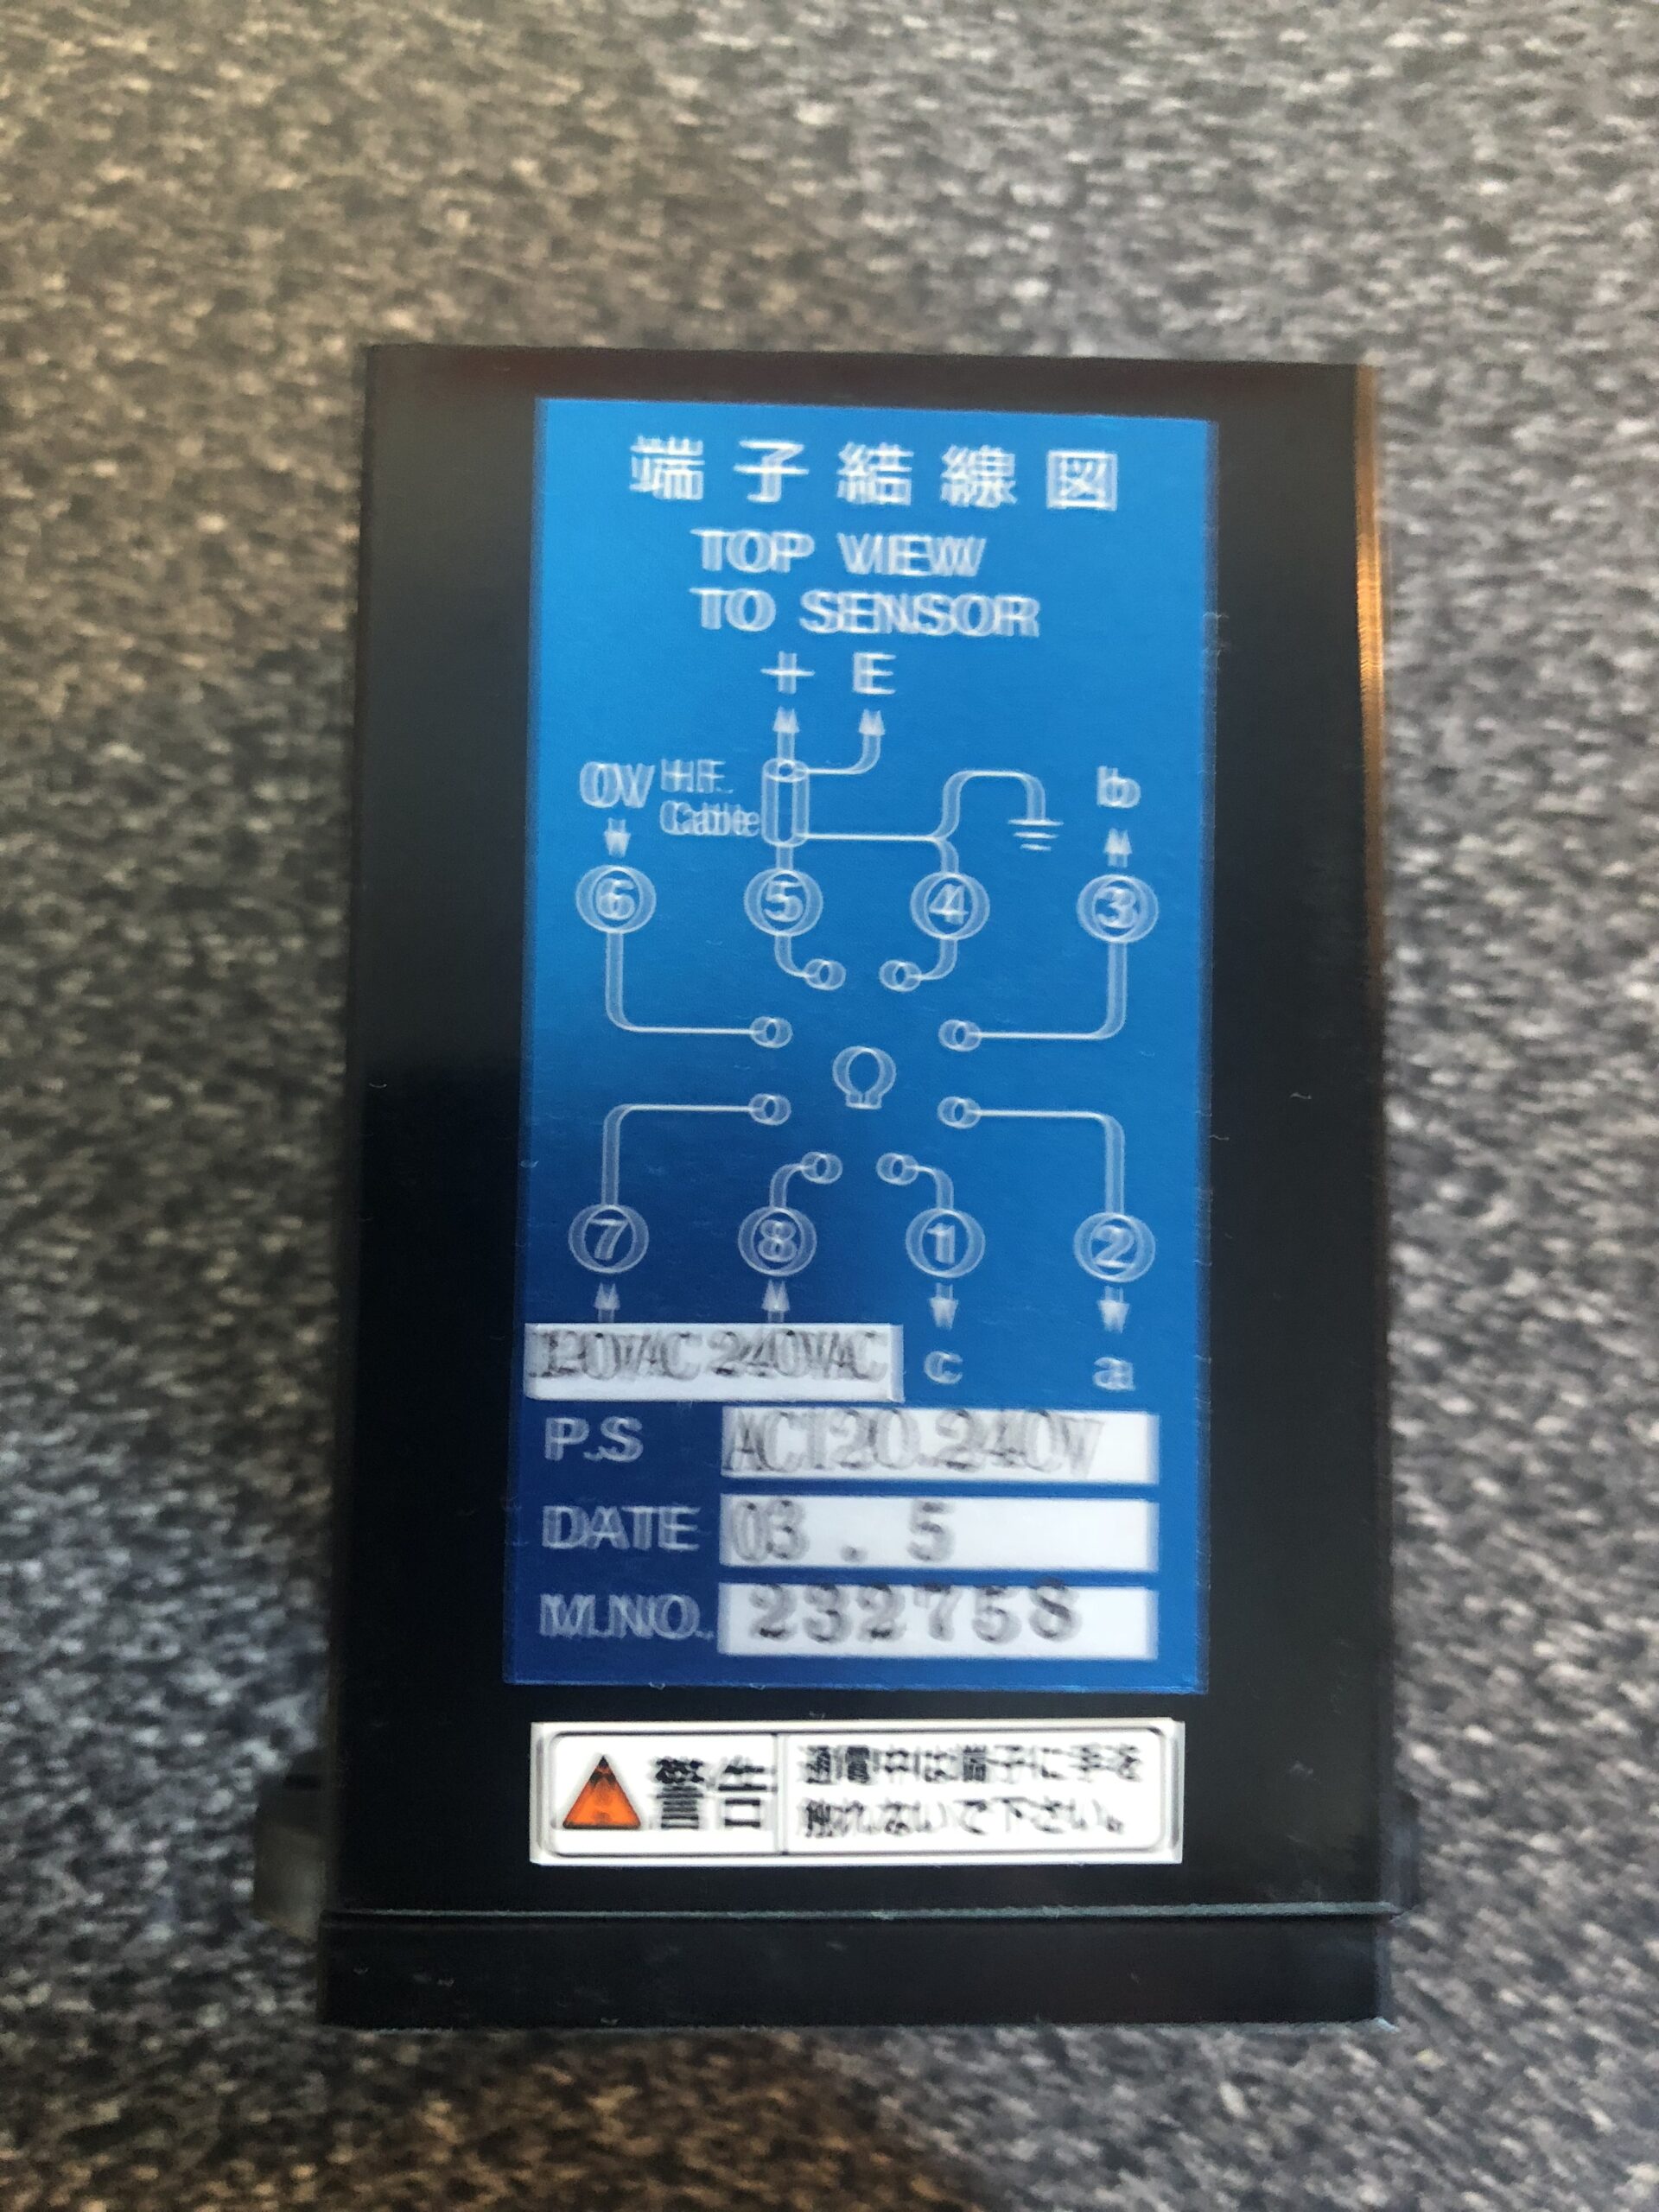 端子結線図
TOP VIEW
TO SENSOR
+ E
0V H.F. Cable b
6 5 4 3
7 8 1 2
120VAC 240VAC c a
P.S AC120.240V
DATE 03 . 5
M.NO. 232758
警告 通電中は端子に手を
触れないで下さい。